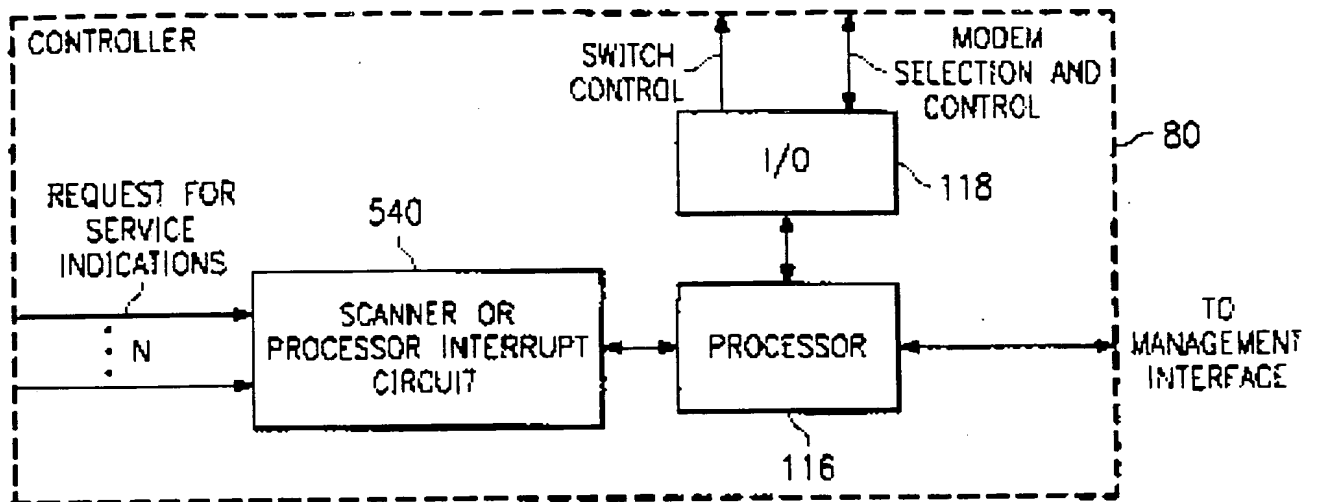 CONTROLLER
SWITCH
CONTROL
MODEM
SELECTION AND
CONTROL
80
I/O
118
REQUEST FOR
SERVICE
INDICATIONS
540
N
SCANNER OR
PROCESSOR INTERRUPT
CIRCUIT
PROCESSOR
116
TO
MANAGEMENT
INTERFACE